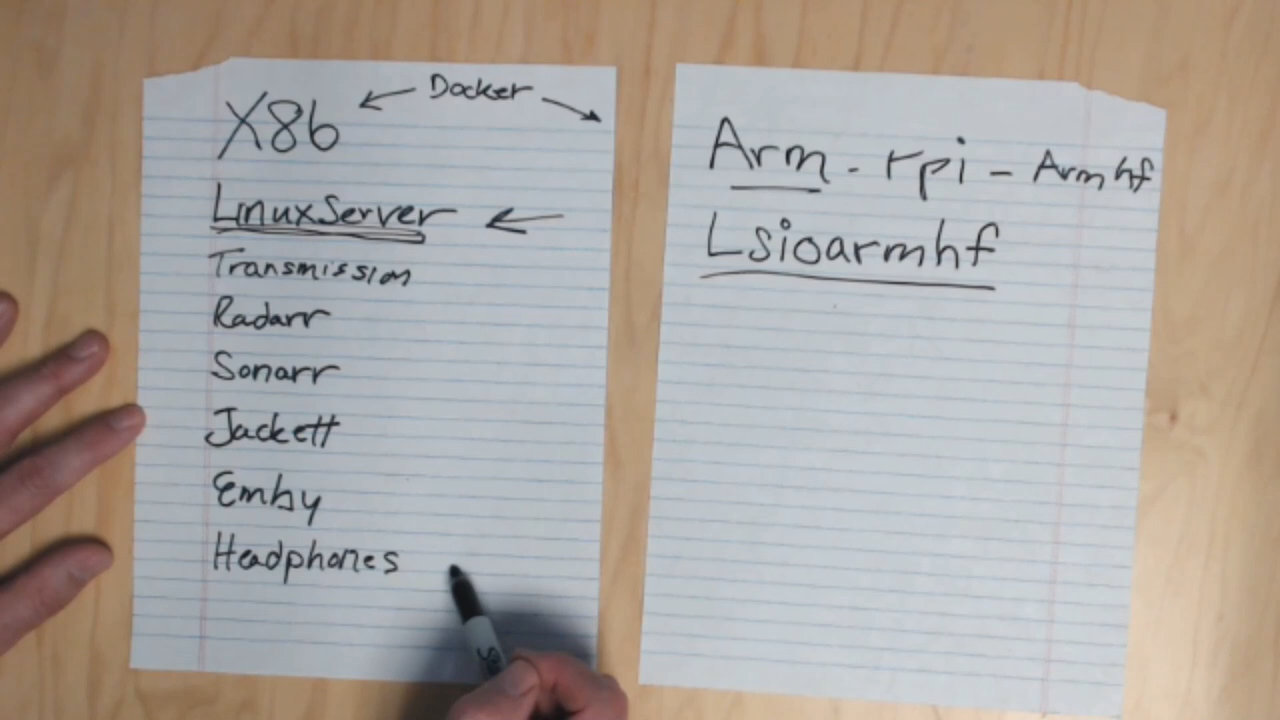 Docker
X86
LinuxServer
Transmission
Radarr
Sonarr
Jackett
Emby
Headphones
Arm - rpi - Armhf
Lsioarmhf